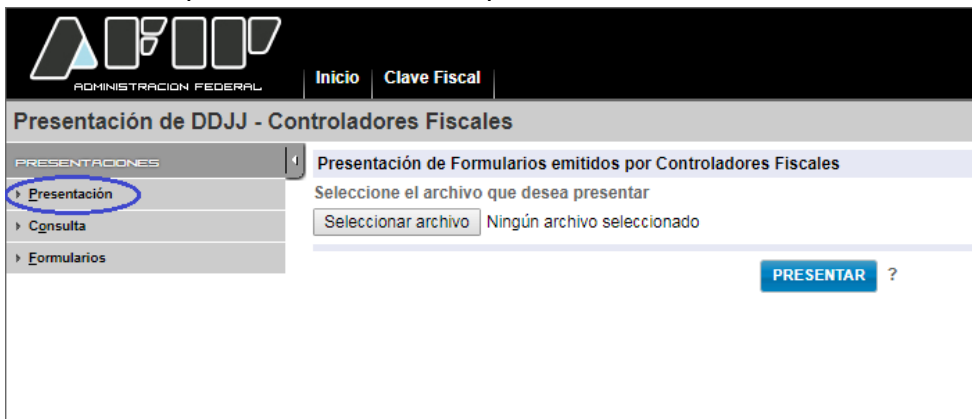 AFIP
ADMINISTRACION FEDERAL
Inicio Clave Fiscal
Presentación de DDJJ - Controladores Fiscales
PRESENTACIONES
Presentación
Consulta
Formularios
Presentación de Formularios emitidos por Controladores Fiscales
Seleccione el archivo que desea presentar
Seleccionar archivo Ningún archivo seleccionado
PRESENTAR ?